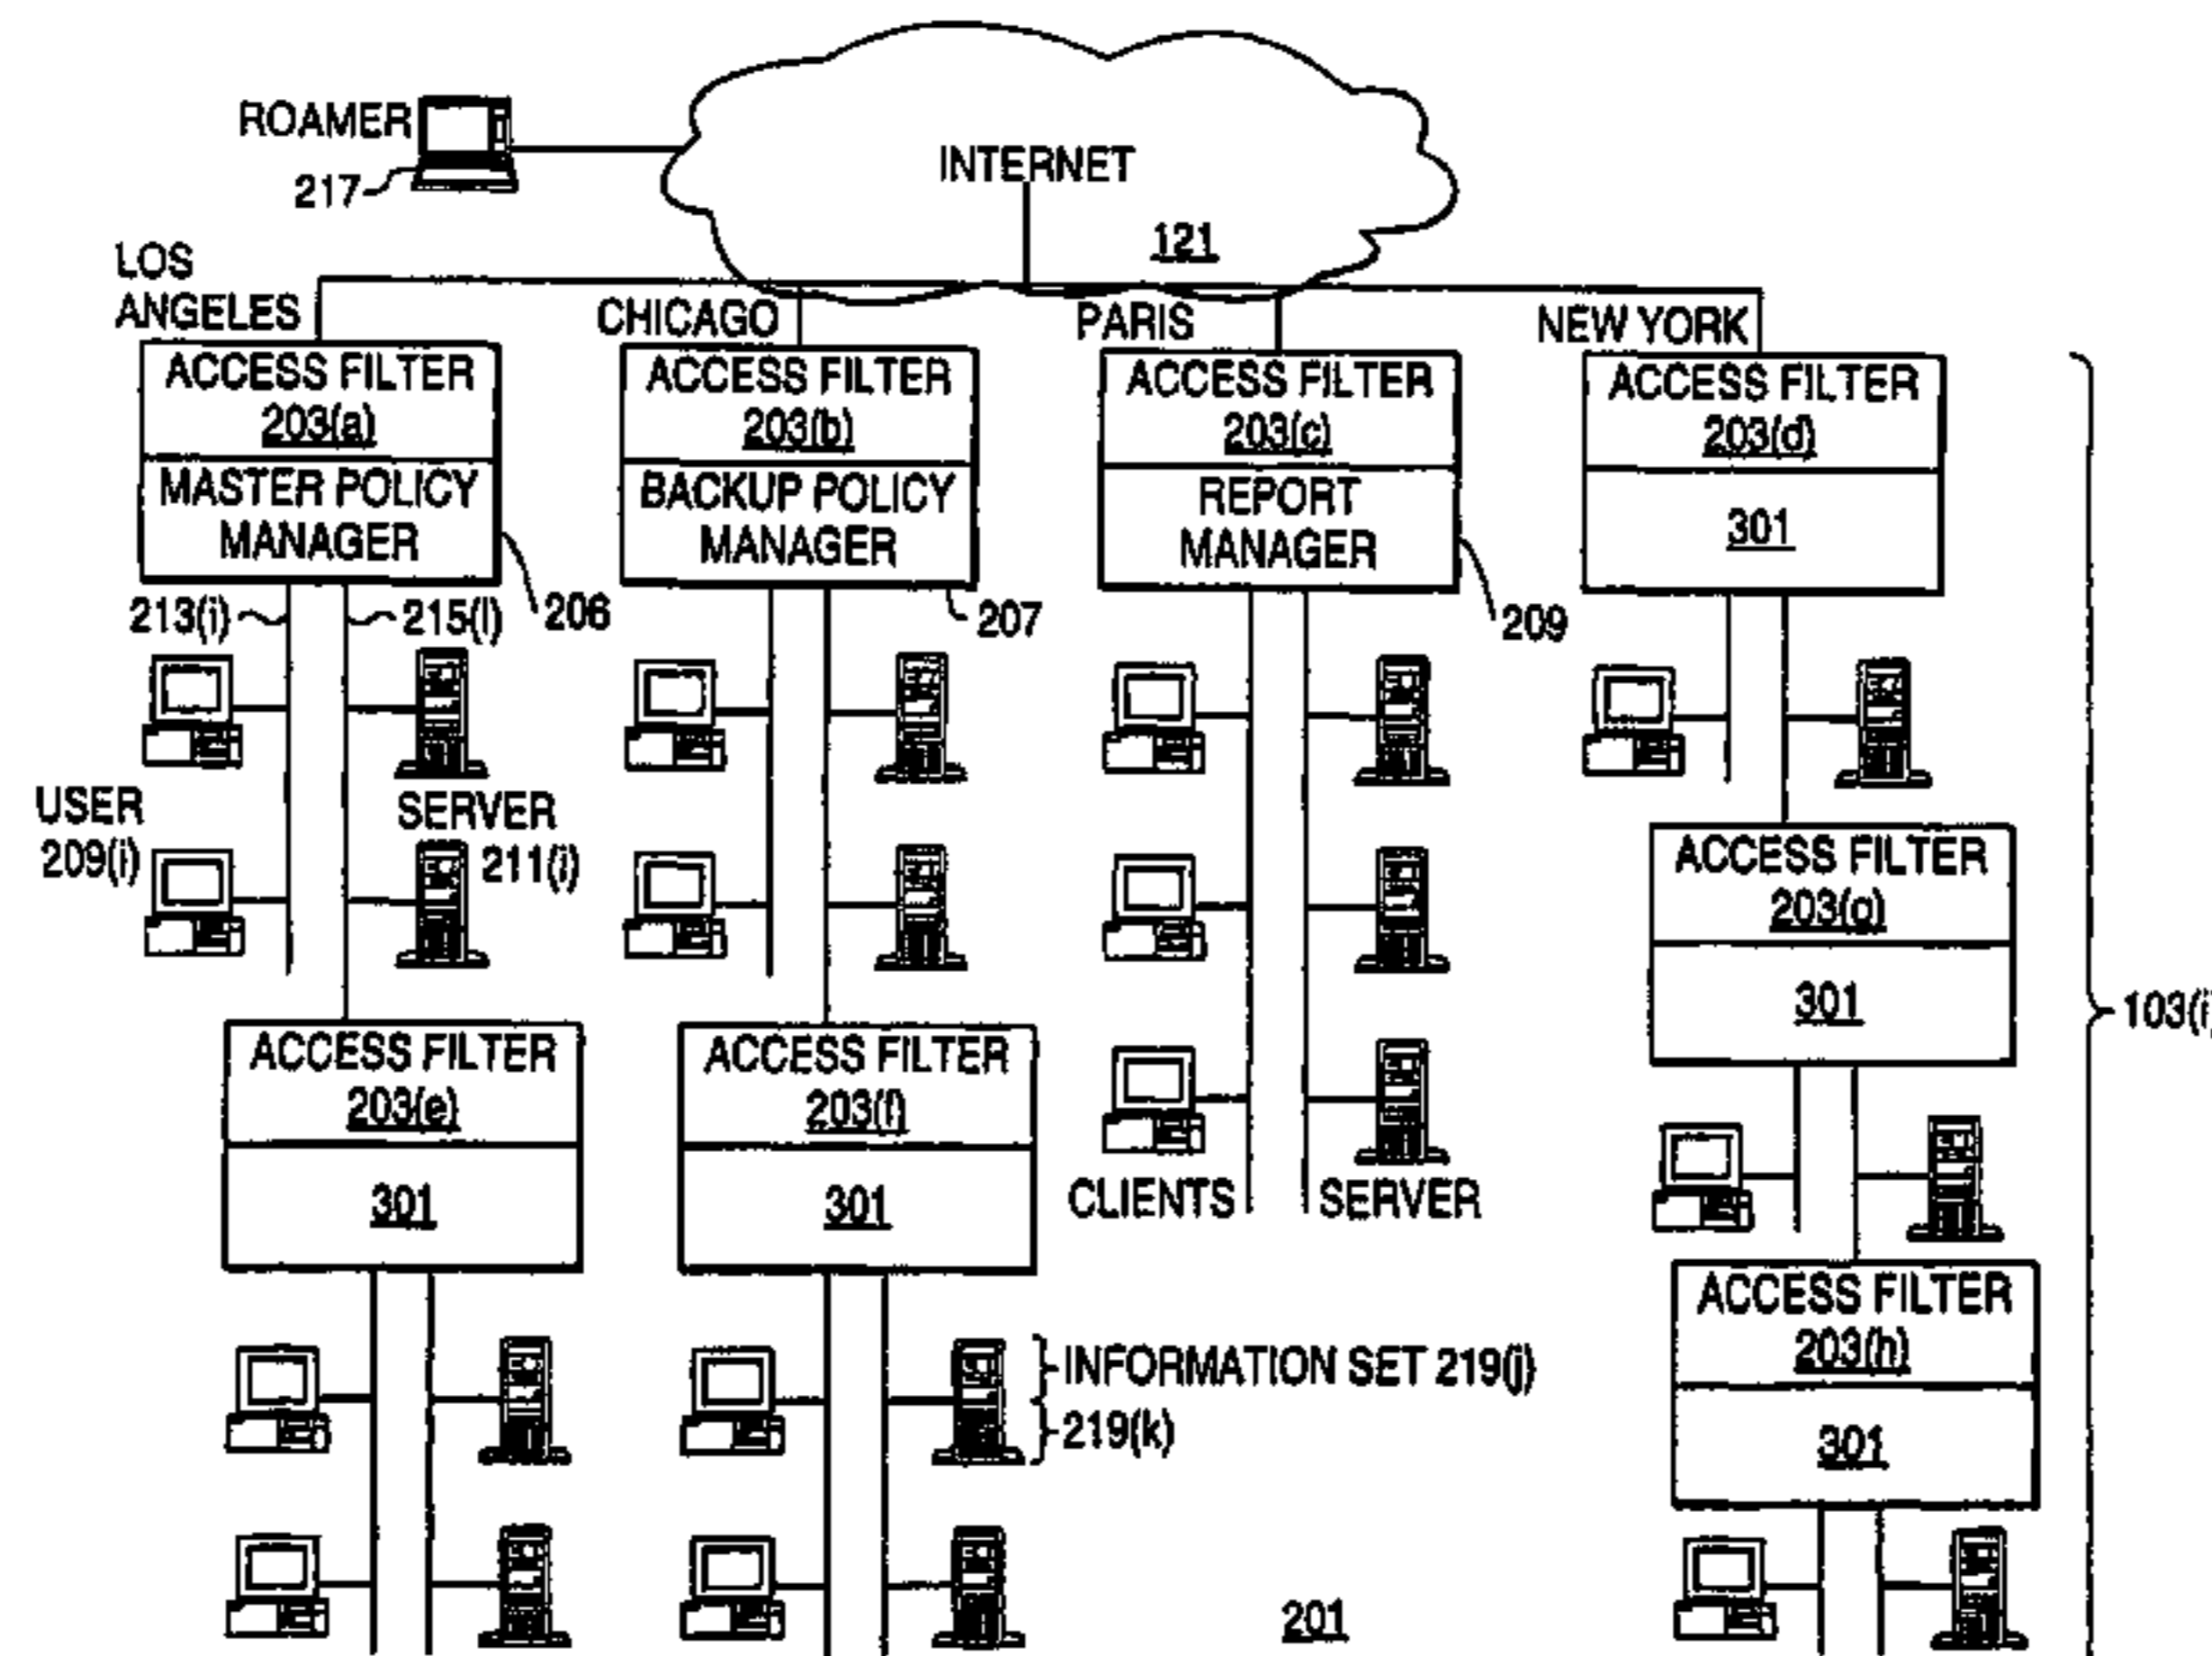 ROAMER
217
INTERNET
121
LOS
ANGELES
CHICAGO
PARIS
NEW YORK
ACCESS FILTER
203(a)
MASTER POLICY
MANAGER
206
ACCESS FILTER
203(b)
BACKUP POLICY
MANAGER
207
ACCESS FILTER
203(c)
REPORT
MANAGER
209
ACCESS FILTER
203(d)
301
213(i)
215(i)
USER
209(i)
SERVER
211(i)
ACCESS FILTER
203(g)
301
103(i)
ACCESS FILTER
203(e)
301
ACCESS FILTER
203(f)
301
CLIENTS
SERVER
ACCESS FILTER
203(h)
301
INFORMATION SET 219(j)
219(k)
201